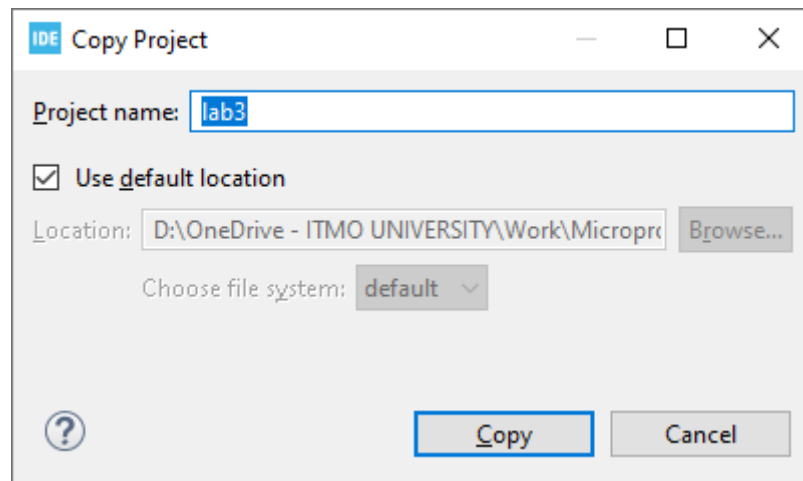 IDE Copy Project
Project name: lab3
Use default location
Location: D:\OneDrive - ITMO UNIVERSITY\Work\Micropro Browse...
Choose file system: default
? Copy Cancel